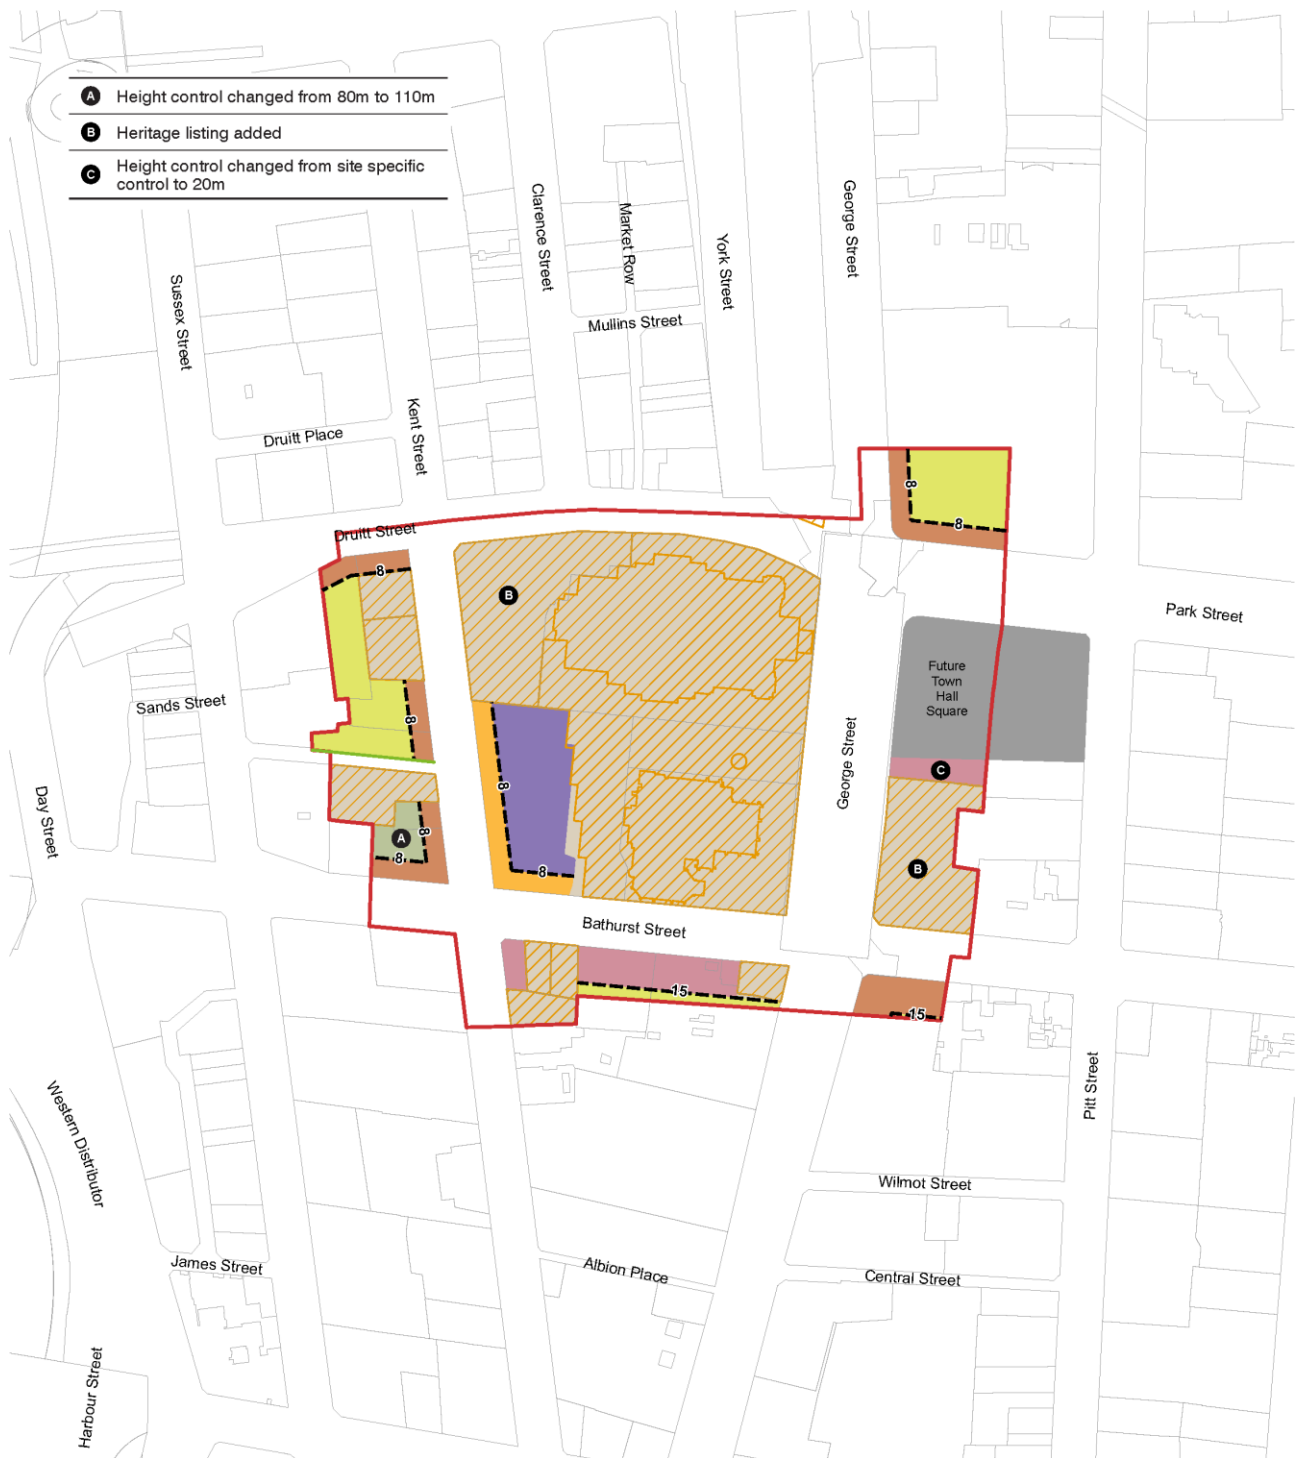 A Height control changed from 80m to 110m
B Heritage listing added
C Height control changed from site specific
control to 20m
Clarence Street
Market Row
York Street
George Street
Sussex Street
Mullins Street
Kent Street
Druitt Place
8
8
Druitt Street
8
B
Park Street
Future
Town
Hall
Square
Sands Street
8
George Street
C
8
Day Street
A
8
8
8
B
Bathurst Street
15
15
Pitt Street
Western Distributor
Wilmot Street
James Street
Albion Place
Central Street
Harbour Street